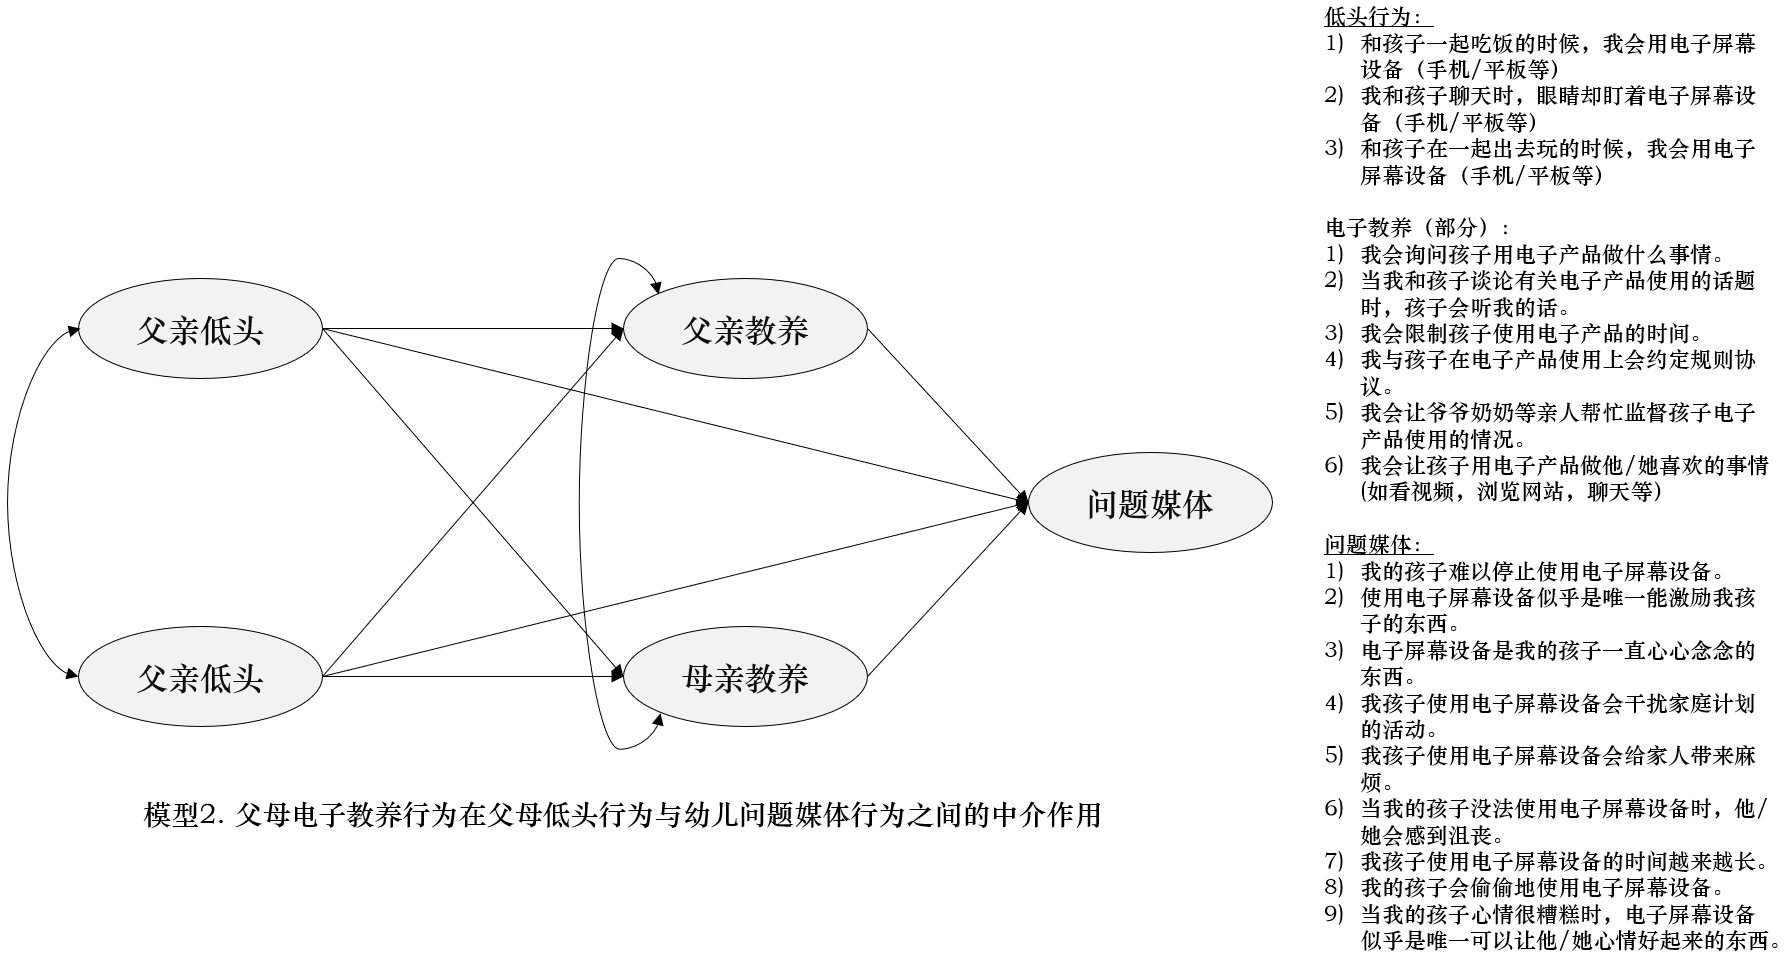 父亲低头
父亲教养
问题媒体
父亲低头
母亲教养
模型2. 父母电子教养行为在父母低头行为与幼儿问题媒体行为之间的中介作用
低头行为：
1) 和孩子一起吃饭的时候，我会用电子屏幕
设备（手机/平板等）
2) 我和孩子聊天时，眼睛却盯着电子屏幕设
备（手机/平板等）
3) 和孩子在一起出去玩的时候，我会用电子
屏幕设备（手机/平板等）
电子教养（部分）:
1) 我会询问孩子用电子产品做什么事情。
2) 当我和孩子谈论有关电子产品使用的话题
时，孩子会听我的话。
3) 我会限制孩子使用电子产品的时间。
4) 我与孩子在电子产品使用上会约定规则协
议。
5) 我会让爷爷奶奶等亲人帮忙监督孩子电子
产品使用的情况。
6) 我会让孩子用电子产品做他/她喜欢的事情
(如看视频，浏览网站，聊天等）
问题媒体：
1) 我的孩子难以停止使用电子屏幕设备。
2) 使用电子屏幕设备似乎是唯一能激励我孩
子的东西。
3) 电子屏幕设备是我的孩子一直心心念念的
东西。
4) 我孩子使用电子屏幕设备会干扰家庭计划
的活动。
5) 我孩子使用电子屏幕设备会给家人带来麻
烦。
6) 当我的孩子没法使用电子屏幕设备时，他/
她会感到沮丧。
7) 我孩子使用电子屏幕设备的时间越来越长。
8) 我的孩子会偷偷地使用电子屏幕设备。
9) 当我的孩子心情很糟糕时，电子屏幕设备
似乎是唯一可以让他/她心情好起来的东西。